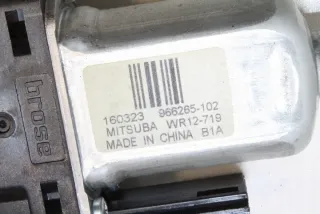 brose
160323 966265-102
MITSUBA WR12-719
MADE IN CHINA B1A